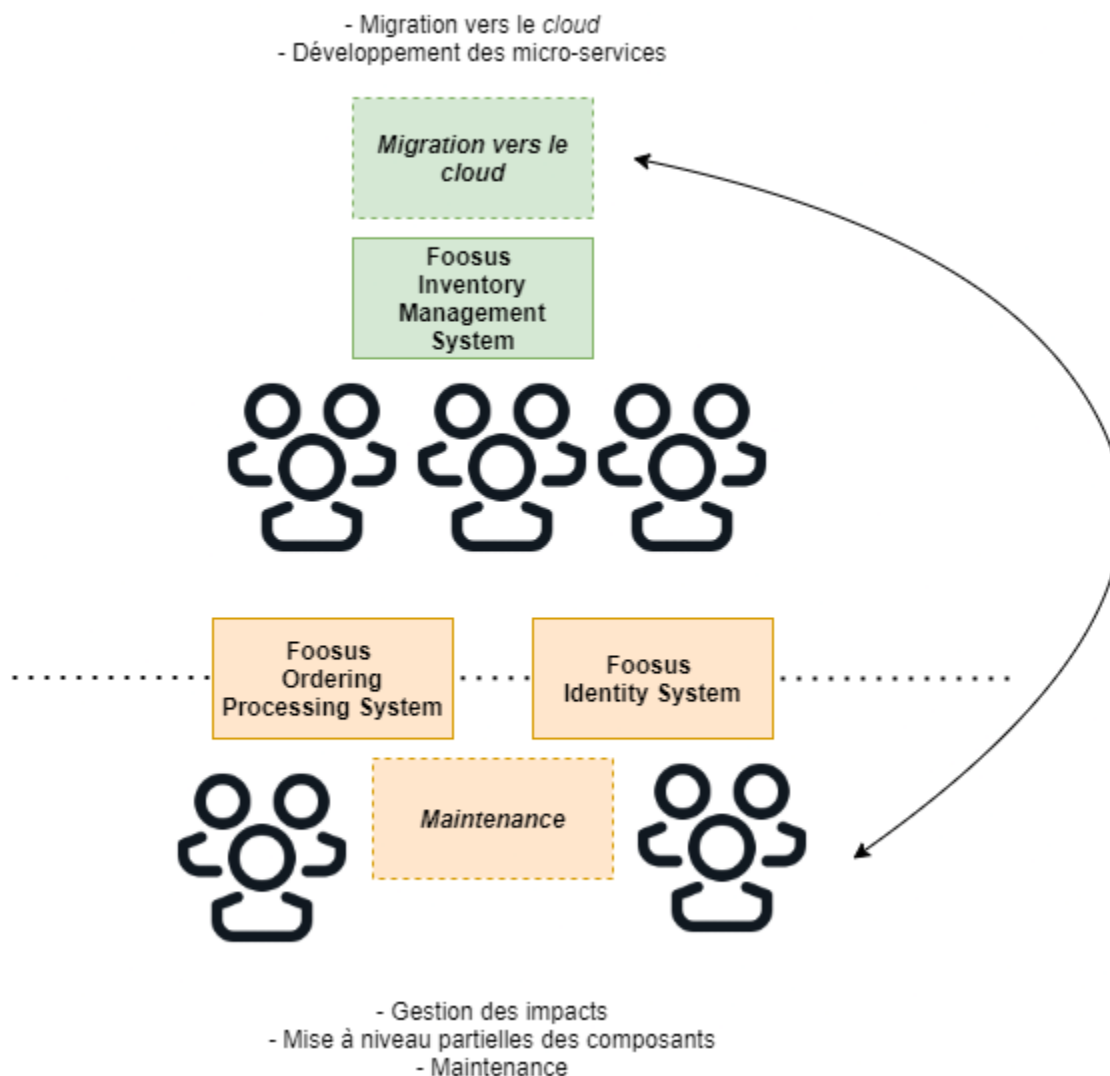 - Migration vers le cloud
- Développement des micro-services
Migration vers le
cloud
Foosus
Inventory
Management
System
Foosus
Ordering
Processing System
Foosus
Identity System
Maintenance
- Gestion des impacts
- Mise à niveau partielles des composants
- Maintenance